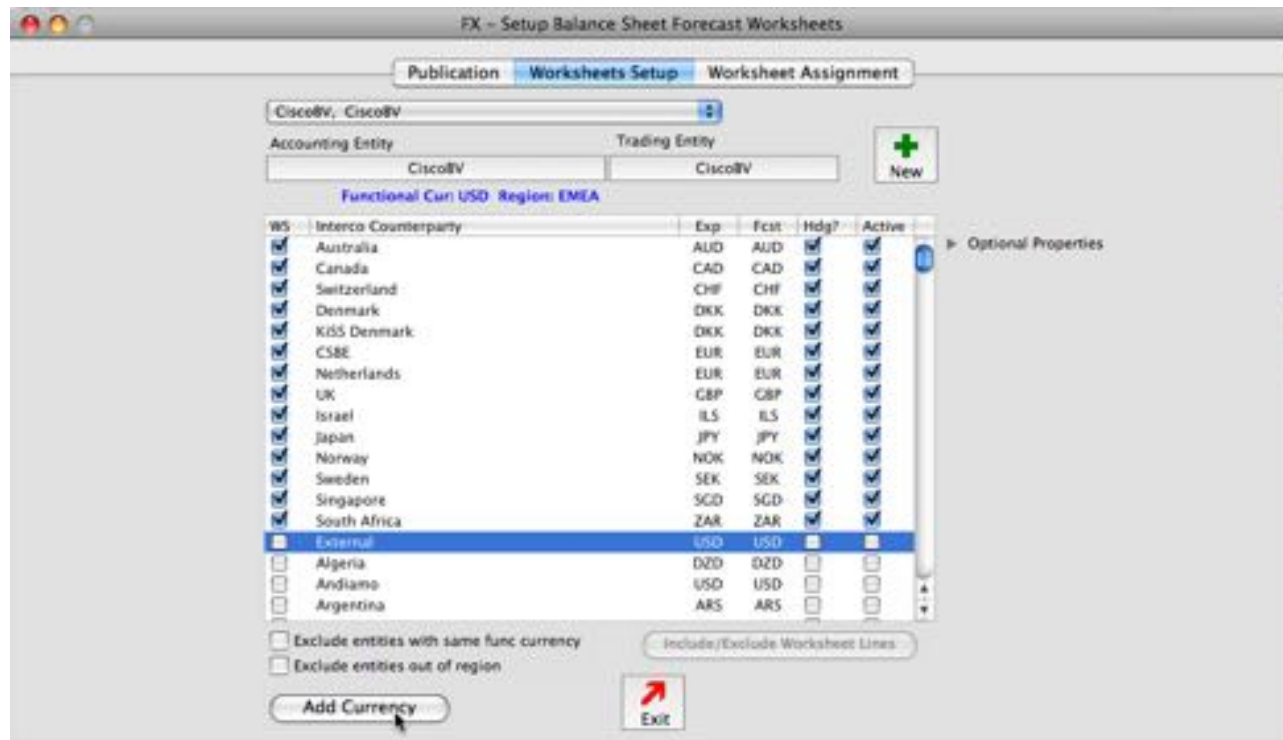 FX - Setup Balance Sheet Forecast Worksheets
Publication Worksheets Setup Worksheet Assignment
CiscoBV, CiscoBV
Accounting Entity Trading Entity
CiscoBV CiscoBV New
Functional Cur: USD Region: EMEA
WS Interco Counterparty Exp Fcst Hdg? Active
Optional Properties
Australia AUD AUD
Canada CAD CAD
Switzerland CHF CHF
Denmark DKK DKK
KiSS Denmark DKK DKK
CSBE EUR EUR
Netherlands EUR EUR
UK GBP GBP
Israel ILS ILS
Japan JPY JPY
Norway NOK NOK
Sweden SEK SEK
Singapore SGD SGD
South Africa ZAR ZAR
External USD USD
Algeria DZD DZD
Andiamo USD USD
Argentina ARS ARS
Exclude entities with same func currency Include/Exclude Worksheet Lines
Exclude entities out of region
Add Currency Exit